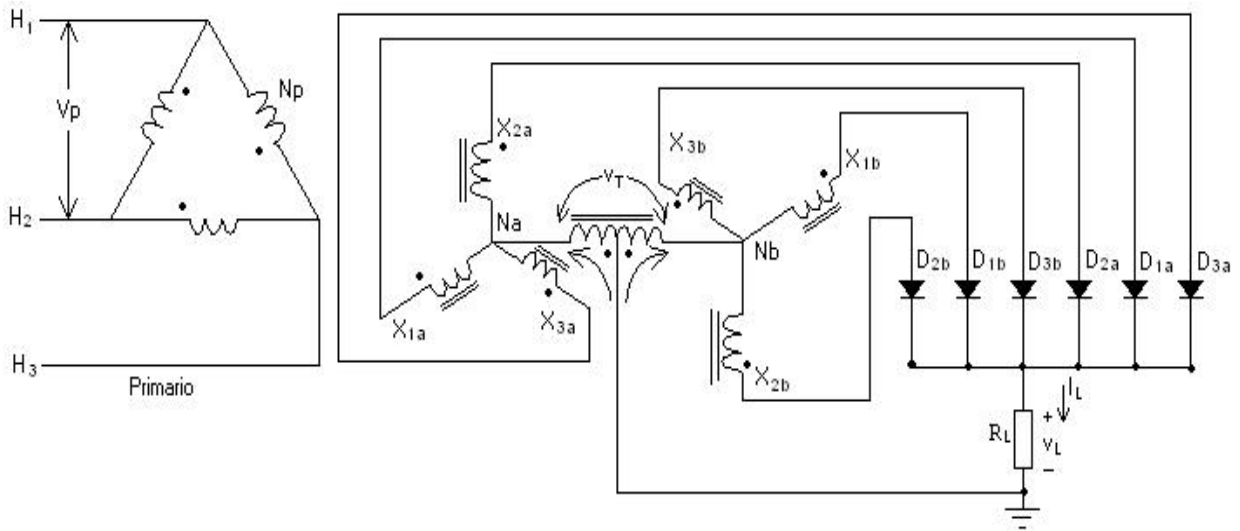 H1
Vp
Np
H2
H3
Primario
X2a
X3b
X1b
vT
Na
Nb
X1a
X3a
X2b
D2b
D1b
D3b
D2a
D1a
D3a
IL
RL
+
vL
−